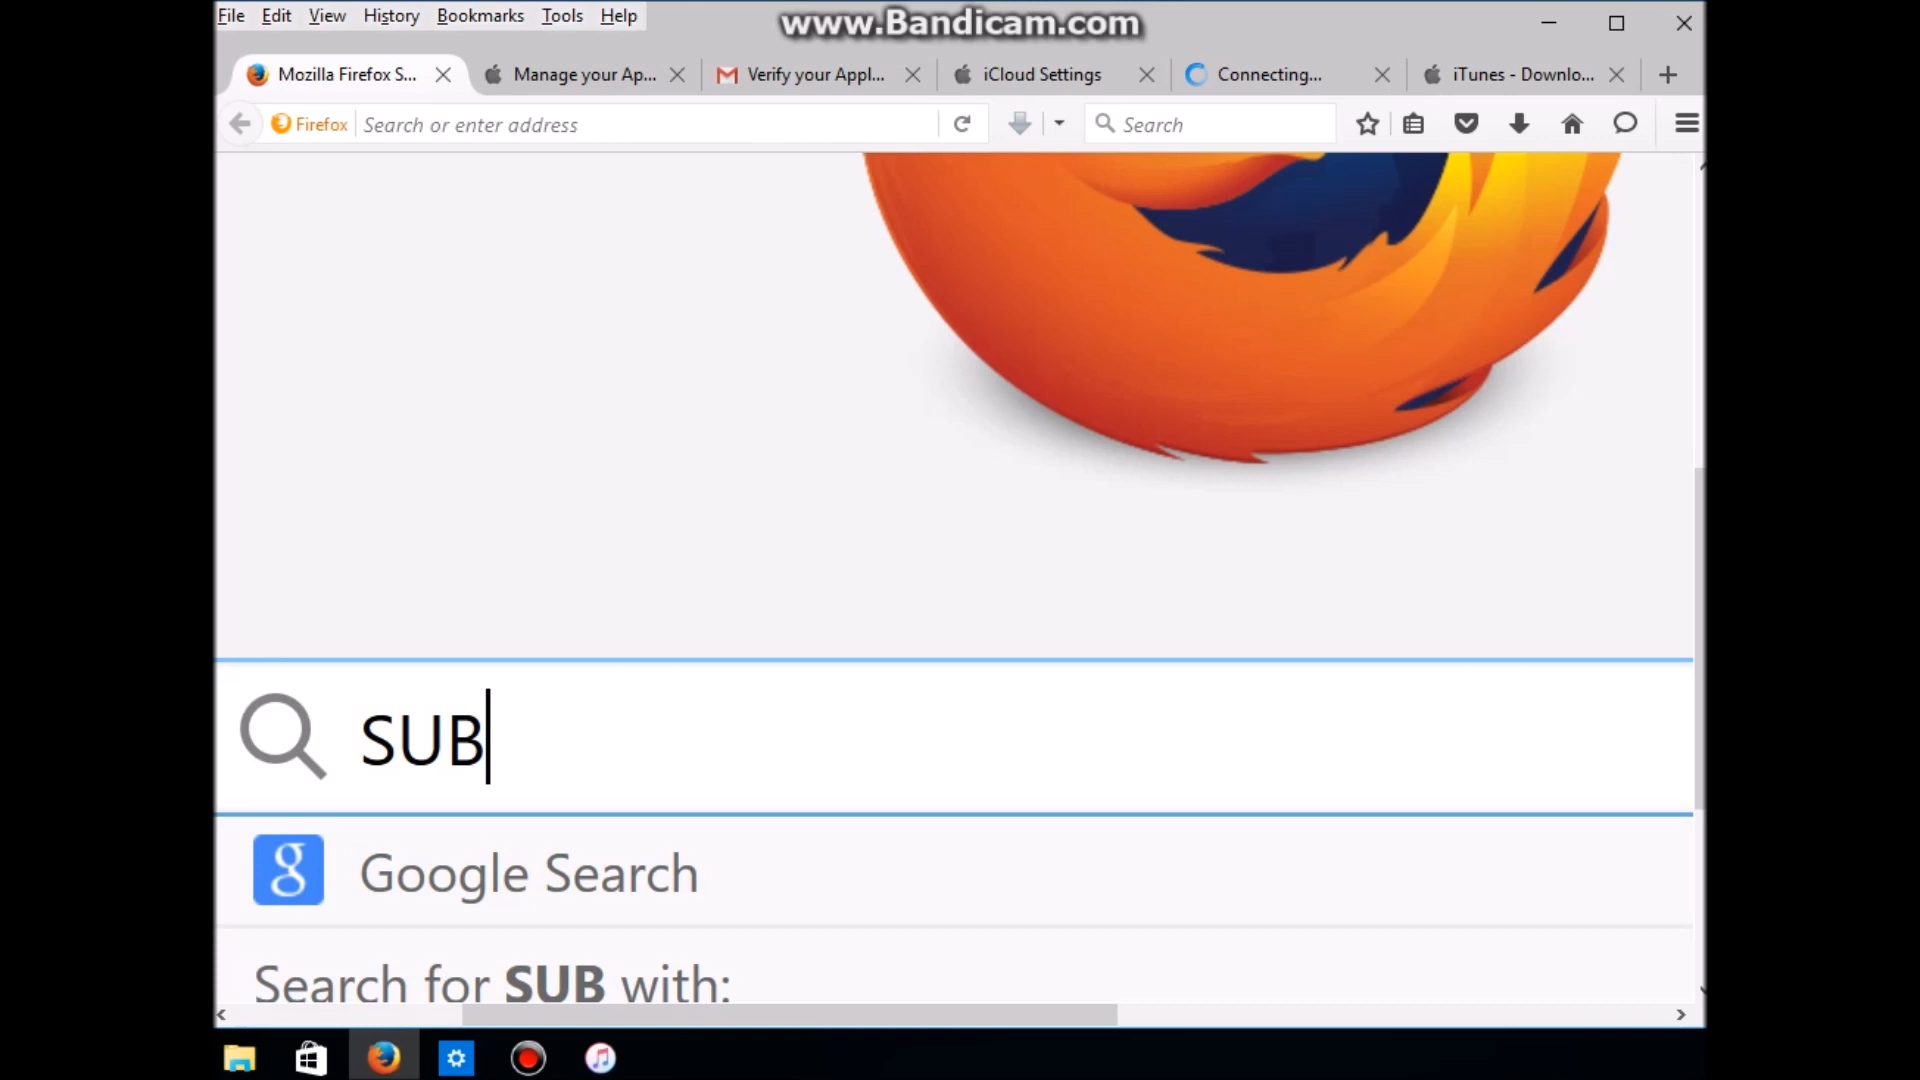 www.Bandicam.com
File Edit View History Bookmarks Tools Help
Mozilla Firefox S... Manage your Ap... Verify your Appl... iCloud Settings Connecting... iTunes - Downlo...
Firefox Search or enter address Search
SUB
g Google Search
Search for SUB with: